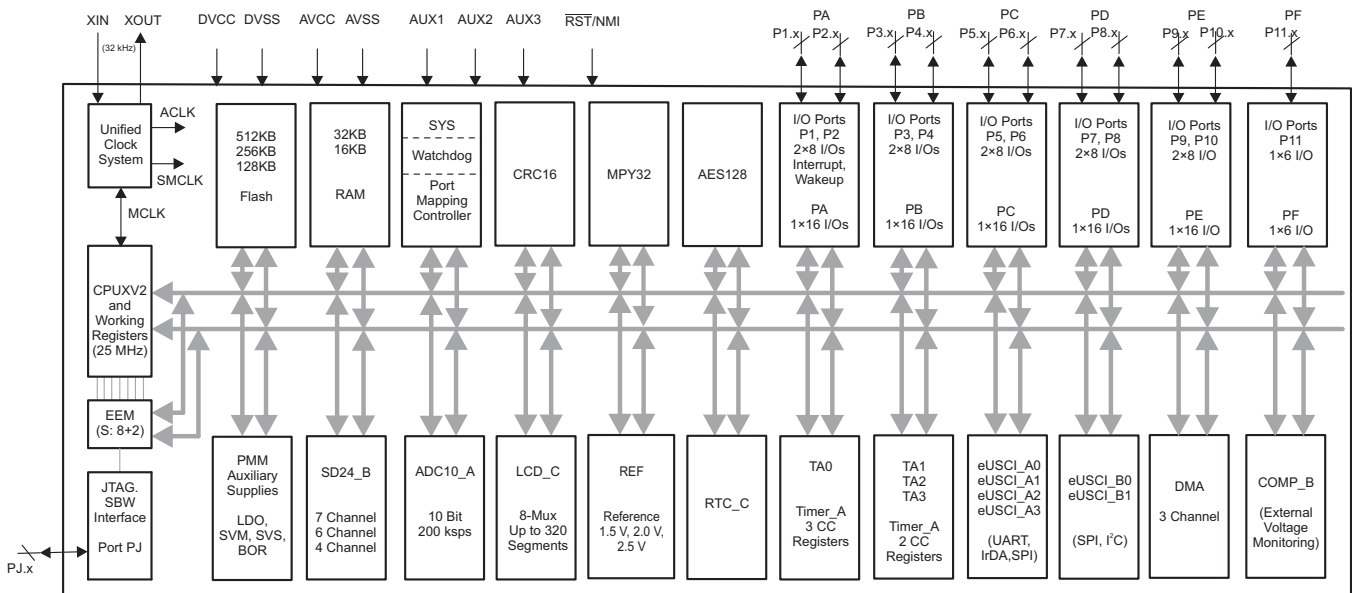 XIN XOUT DVCC DVSS AVCC AVSS AUX1 AUX2 AUX3 RST/NMI
(32 kHz)
PA
P1.x P2.x
PB
P3.x P4.x
PC
P5.x P6.x
PD
P7.x P8.x
PE
P9.x P10.x
PF
P11.x
Unified
Clock
System
ACLK
SMCLK
MCLK
512KB
256KB
128KB
Flash
32KB
16KB
RAM
SYS
Watchdog
Port
Mapping
Controller
CRC16
MPY32
AES128
I/O Ports
P1, P2
2×8 I/Os
Interrupt,
Wakeup
PA
1×16 I/Os
I/O Ports
P3, P4
2×8 I/Os
PB
1×16 I/Os
I/O Ports
P5, P6
2×8 I/Os
PC
1×16 I/Os
I/O Ports
P7, P8
2×8 I/Os
PD
1×16 I/Os
I/O Ports
P9, P10
2×8 I/O
PE
1×16 I/O
I/O Ports
P11
1×6 I/O
PF
1×6 I/O
CPUXV2
and
Working
Registers
(25 MHz)
EEM
(S: 8+2)
JTAG.
SBW
Interface
Port PJ
PJ.x
PMM
Auxiliary
Supplies
LDO,
SVM, SVS,
BOR
SD24_B
7 Channel
6 Channel
4 Channel
ADC10_A
10 Bit
200 ksps
LCD_C
8-Mux
Up to 320
Segments
REF
Reference
1.5 V, 2.0 V,
2.5 V
RTC_C
TA0
Timer_A
3 CC
Registers
TA1
TA2
TA3
Timer_A
2 CC
Registers
eUSCI_A0
eUSCI_A1
eUSCI_A2
eUSCI_A3
(UART,
IrDA,SPI)
eUSCI_B0
eUSCI_B1
(SPI, I²C)
DMA
3 Channel
COMP_B
(External
Voltage
Monitoring)